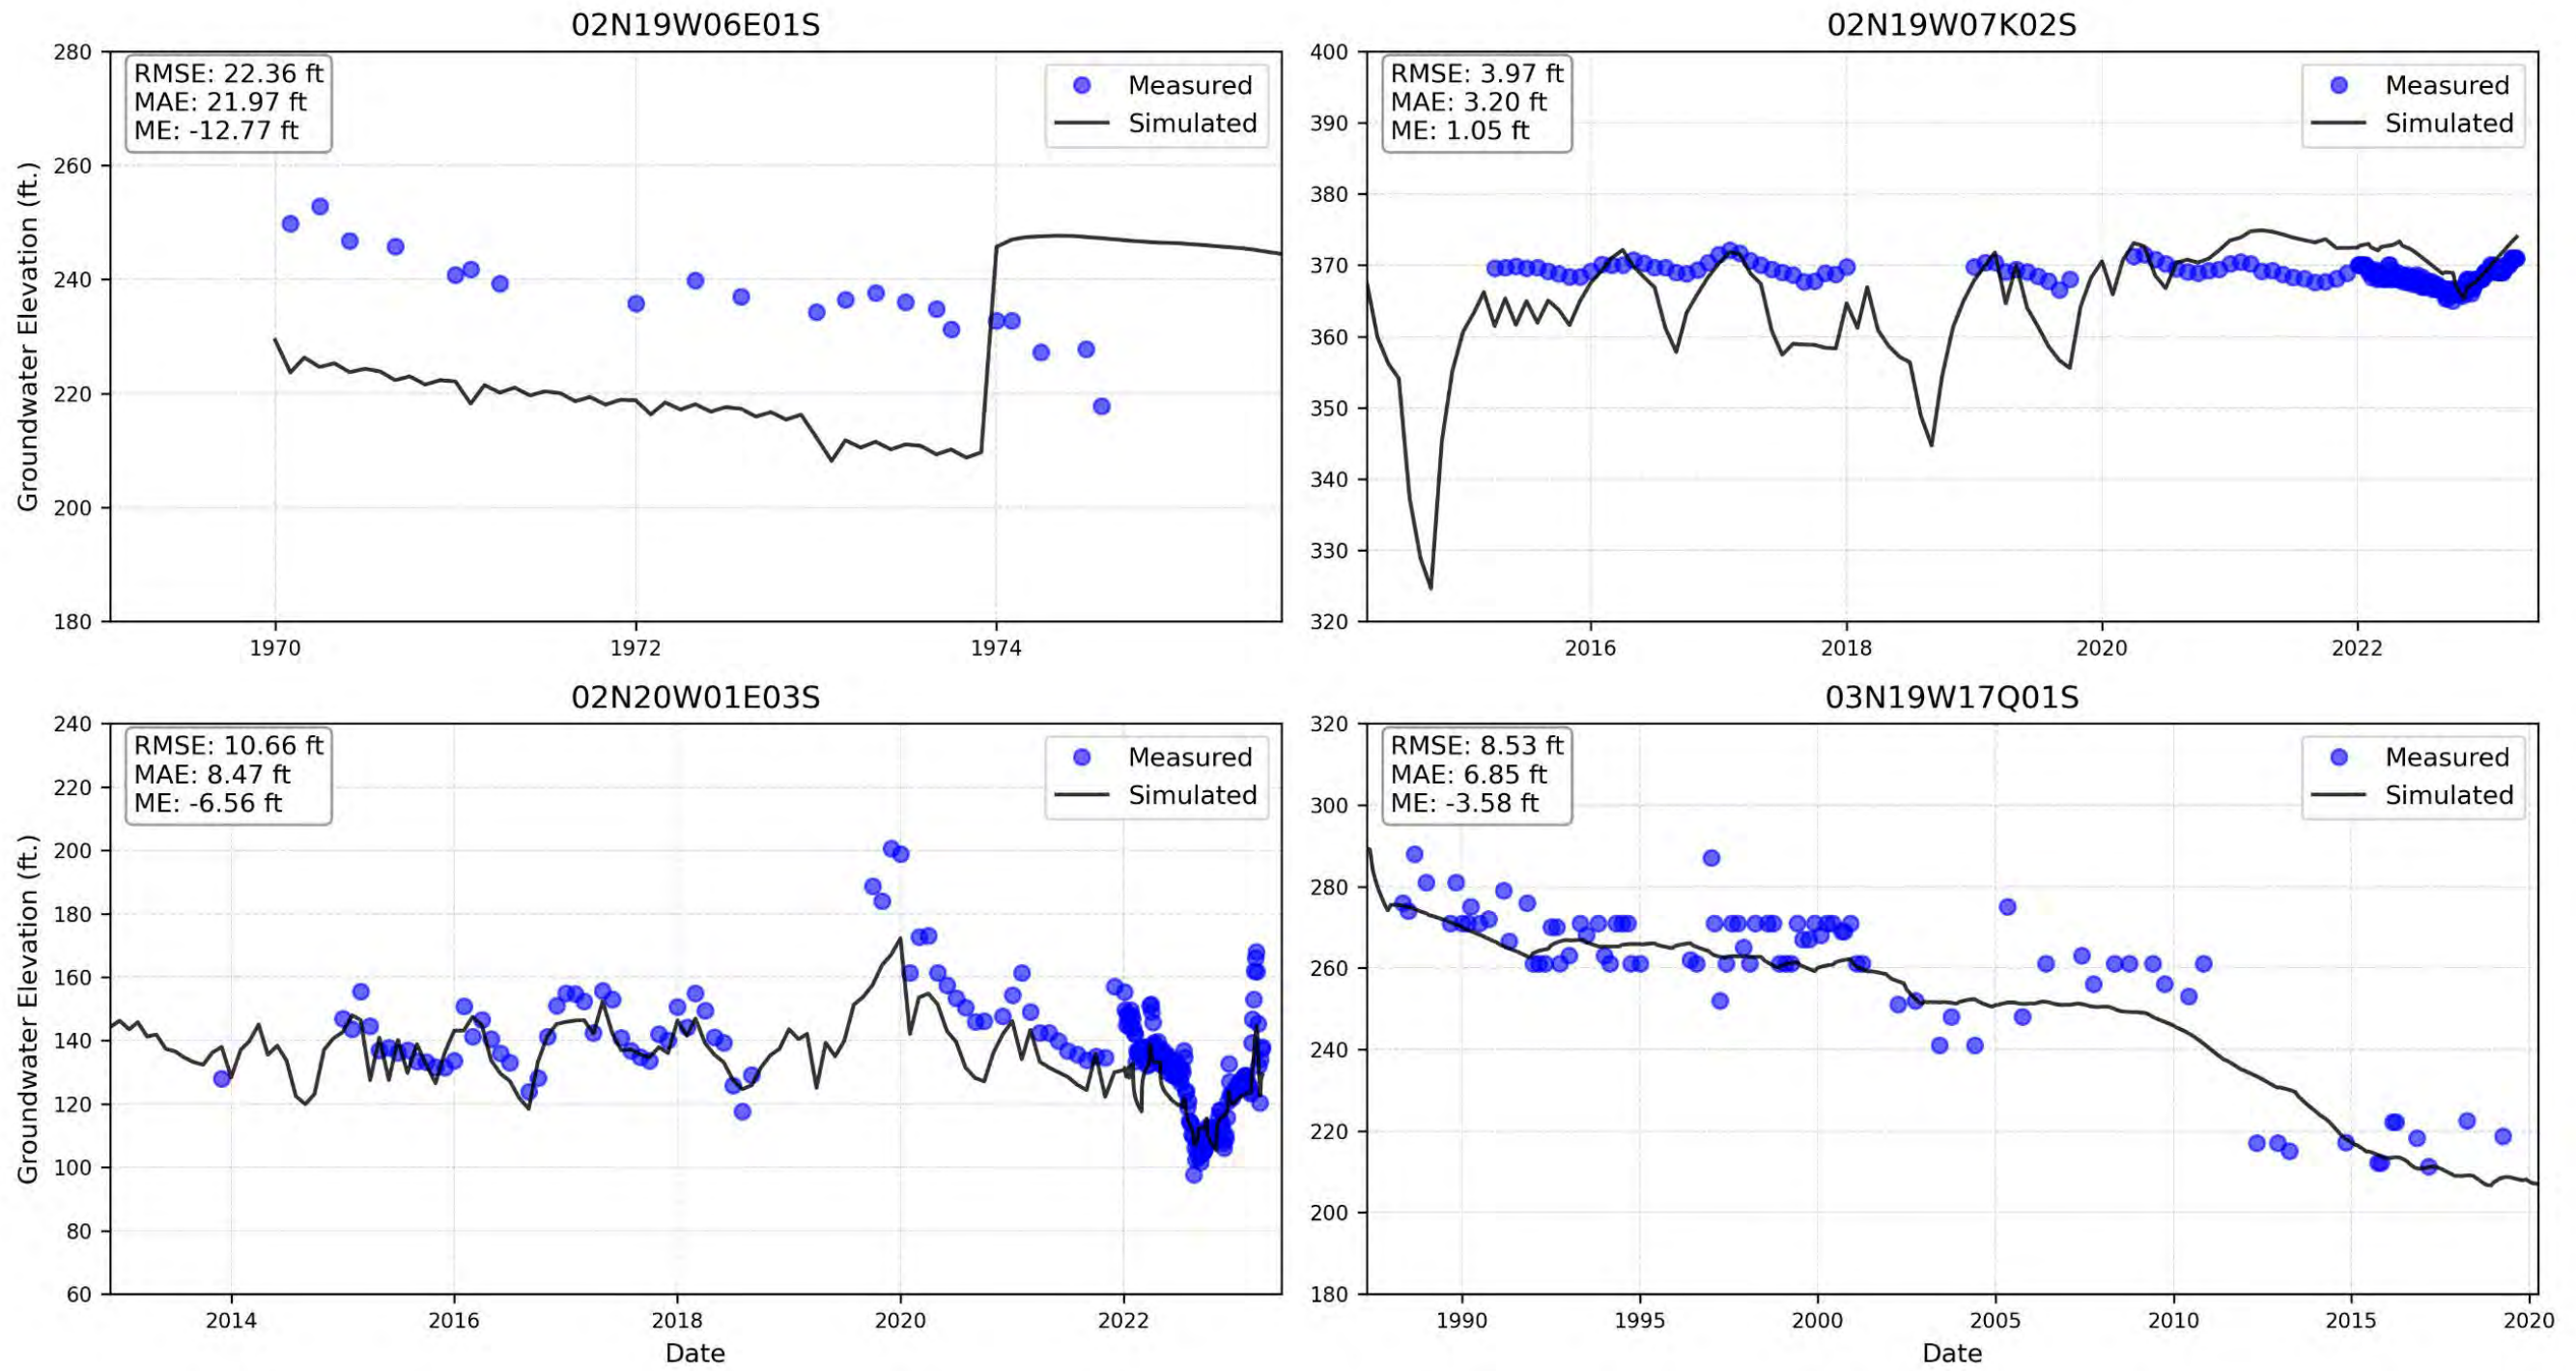 02N19W06E01S
RMSE: 22.36 ft
MAE: 21.97 ft
ME: -12.77 ft
Measured
Simulated
Groundwater Elevation (ft.)
280
260
240
220
200
180
1970
1972
1974
02N19W07K02S
RMSE: 3.97 ft
MAE: 3.20 ft
ME: 1.05 ft
Measured
Simulated
400
390
380
370
360
350
340
330
320
2016
2018
2020
2022
02N20W01E03S
RMSE: 10.66 ft
MAE: 8.47 ft
ME: -6.56 ft
Measured
Simulated
Groundwater Elevation (ft.)
240
220
200
180
160
140
120
100
80
60
2014
2016
2018
2020
2022
Date
03N19W17Q01S
RMSE: 8.53 ft
MAE: 6.85 ft
ME: -3.58 ft
Measured
Simulated
320
300
280
260
240
220
200
180
1990
1995
2000
2005
2010
2015
2020
Date